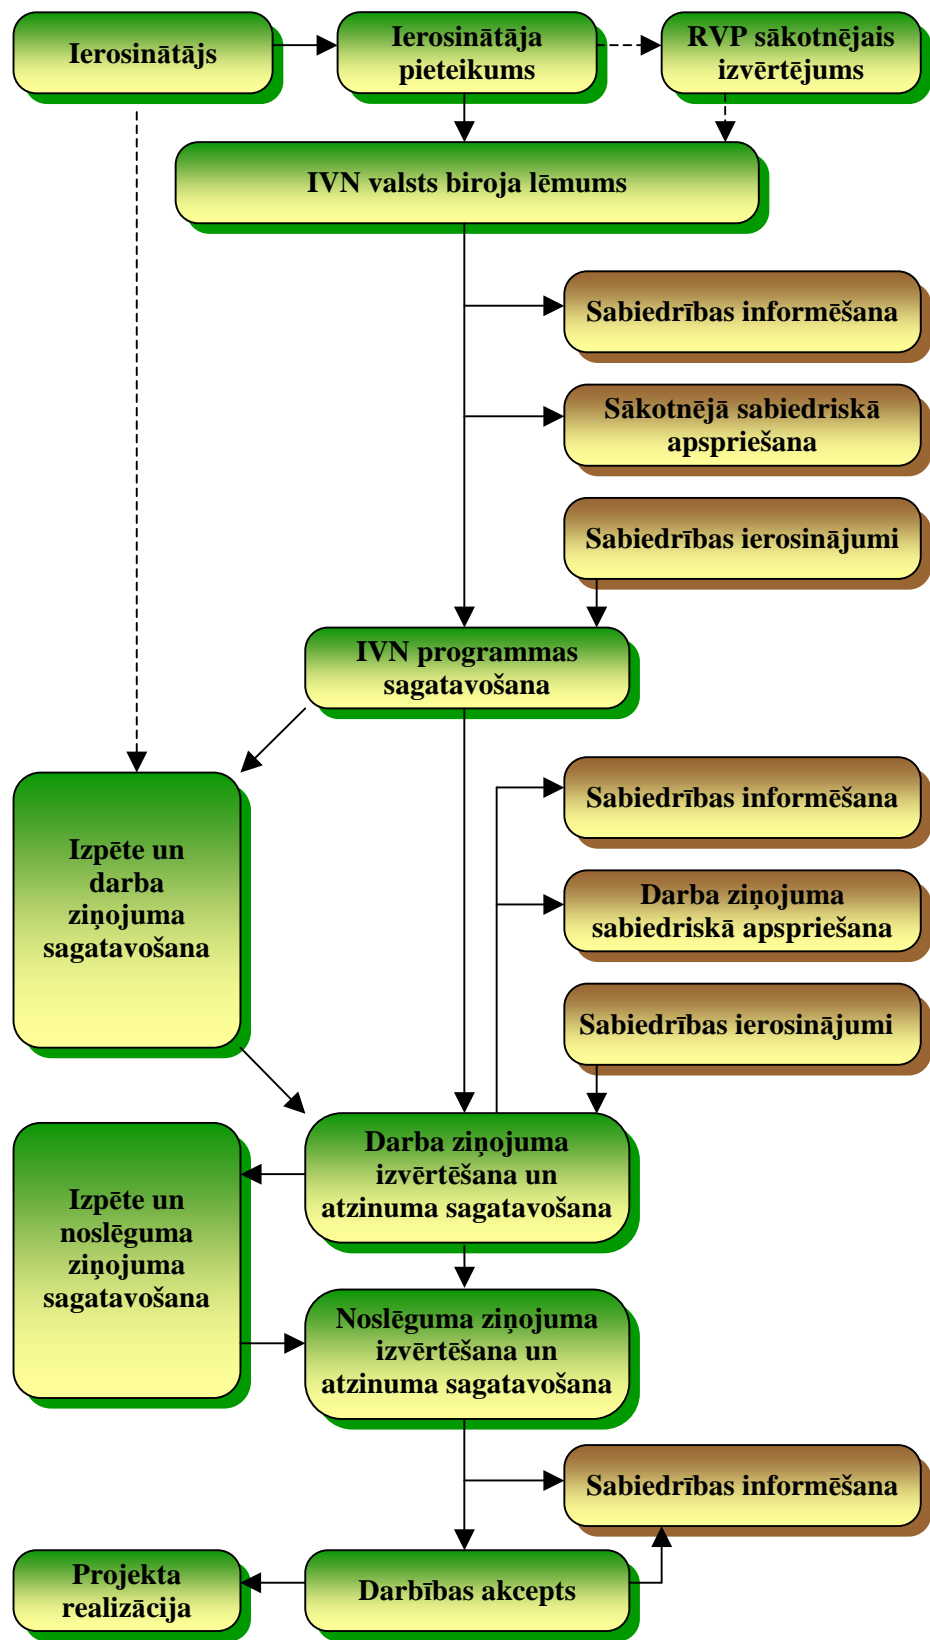 Ierosinātājs
Ierosinātāja
pieteikums
RVP sākotnējais
izvērtējums
IVN valsts biroja lēmums
Sabiedrības informēšana
Sākotnējā sabiedriskā
apspriešana
Sabiedrības ierosinājumi
IVN programmas
sagatavošana
Izpēte un
darba
ziņojuma
sagatavošana
Sabiedrības informēšana
Darba ziņojuma
sabiedriskā apspriešana
Sabiedrības ierosinājumi
Darba ziņojuma
izvērtēšana un
atzinuma sagatavošana
Izpēte un
noslēguma
ziņojuma
sagatavošana
Noslēguma ziņojuma
izvērtēšana un
atzinuma sagatavošana
Sabiedrības informēšana
Darbības akcepts
Projekta
realizācija